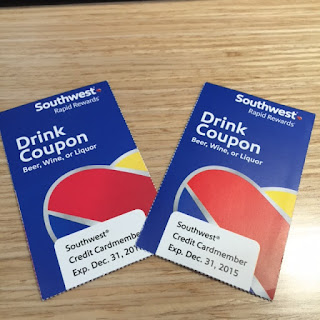 Southwest®
Rapid Rewards®
Drink
Coupon
Beer, Wine, or Liquor
Southwest®
Credit Cardmember
Exp. Dec. 31, 2015
Southwest®
Rapid Rewards®
Drink
Coupon
Beer, Wine, or Liquor
Southwest®
Credit Cardmember
Exp. Dec. 31, 2015